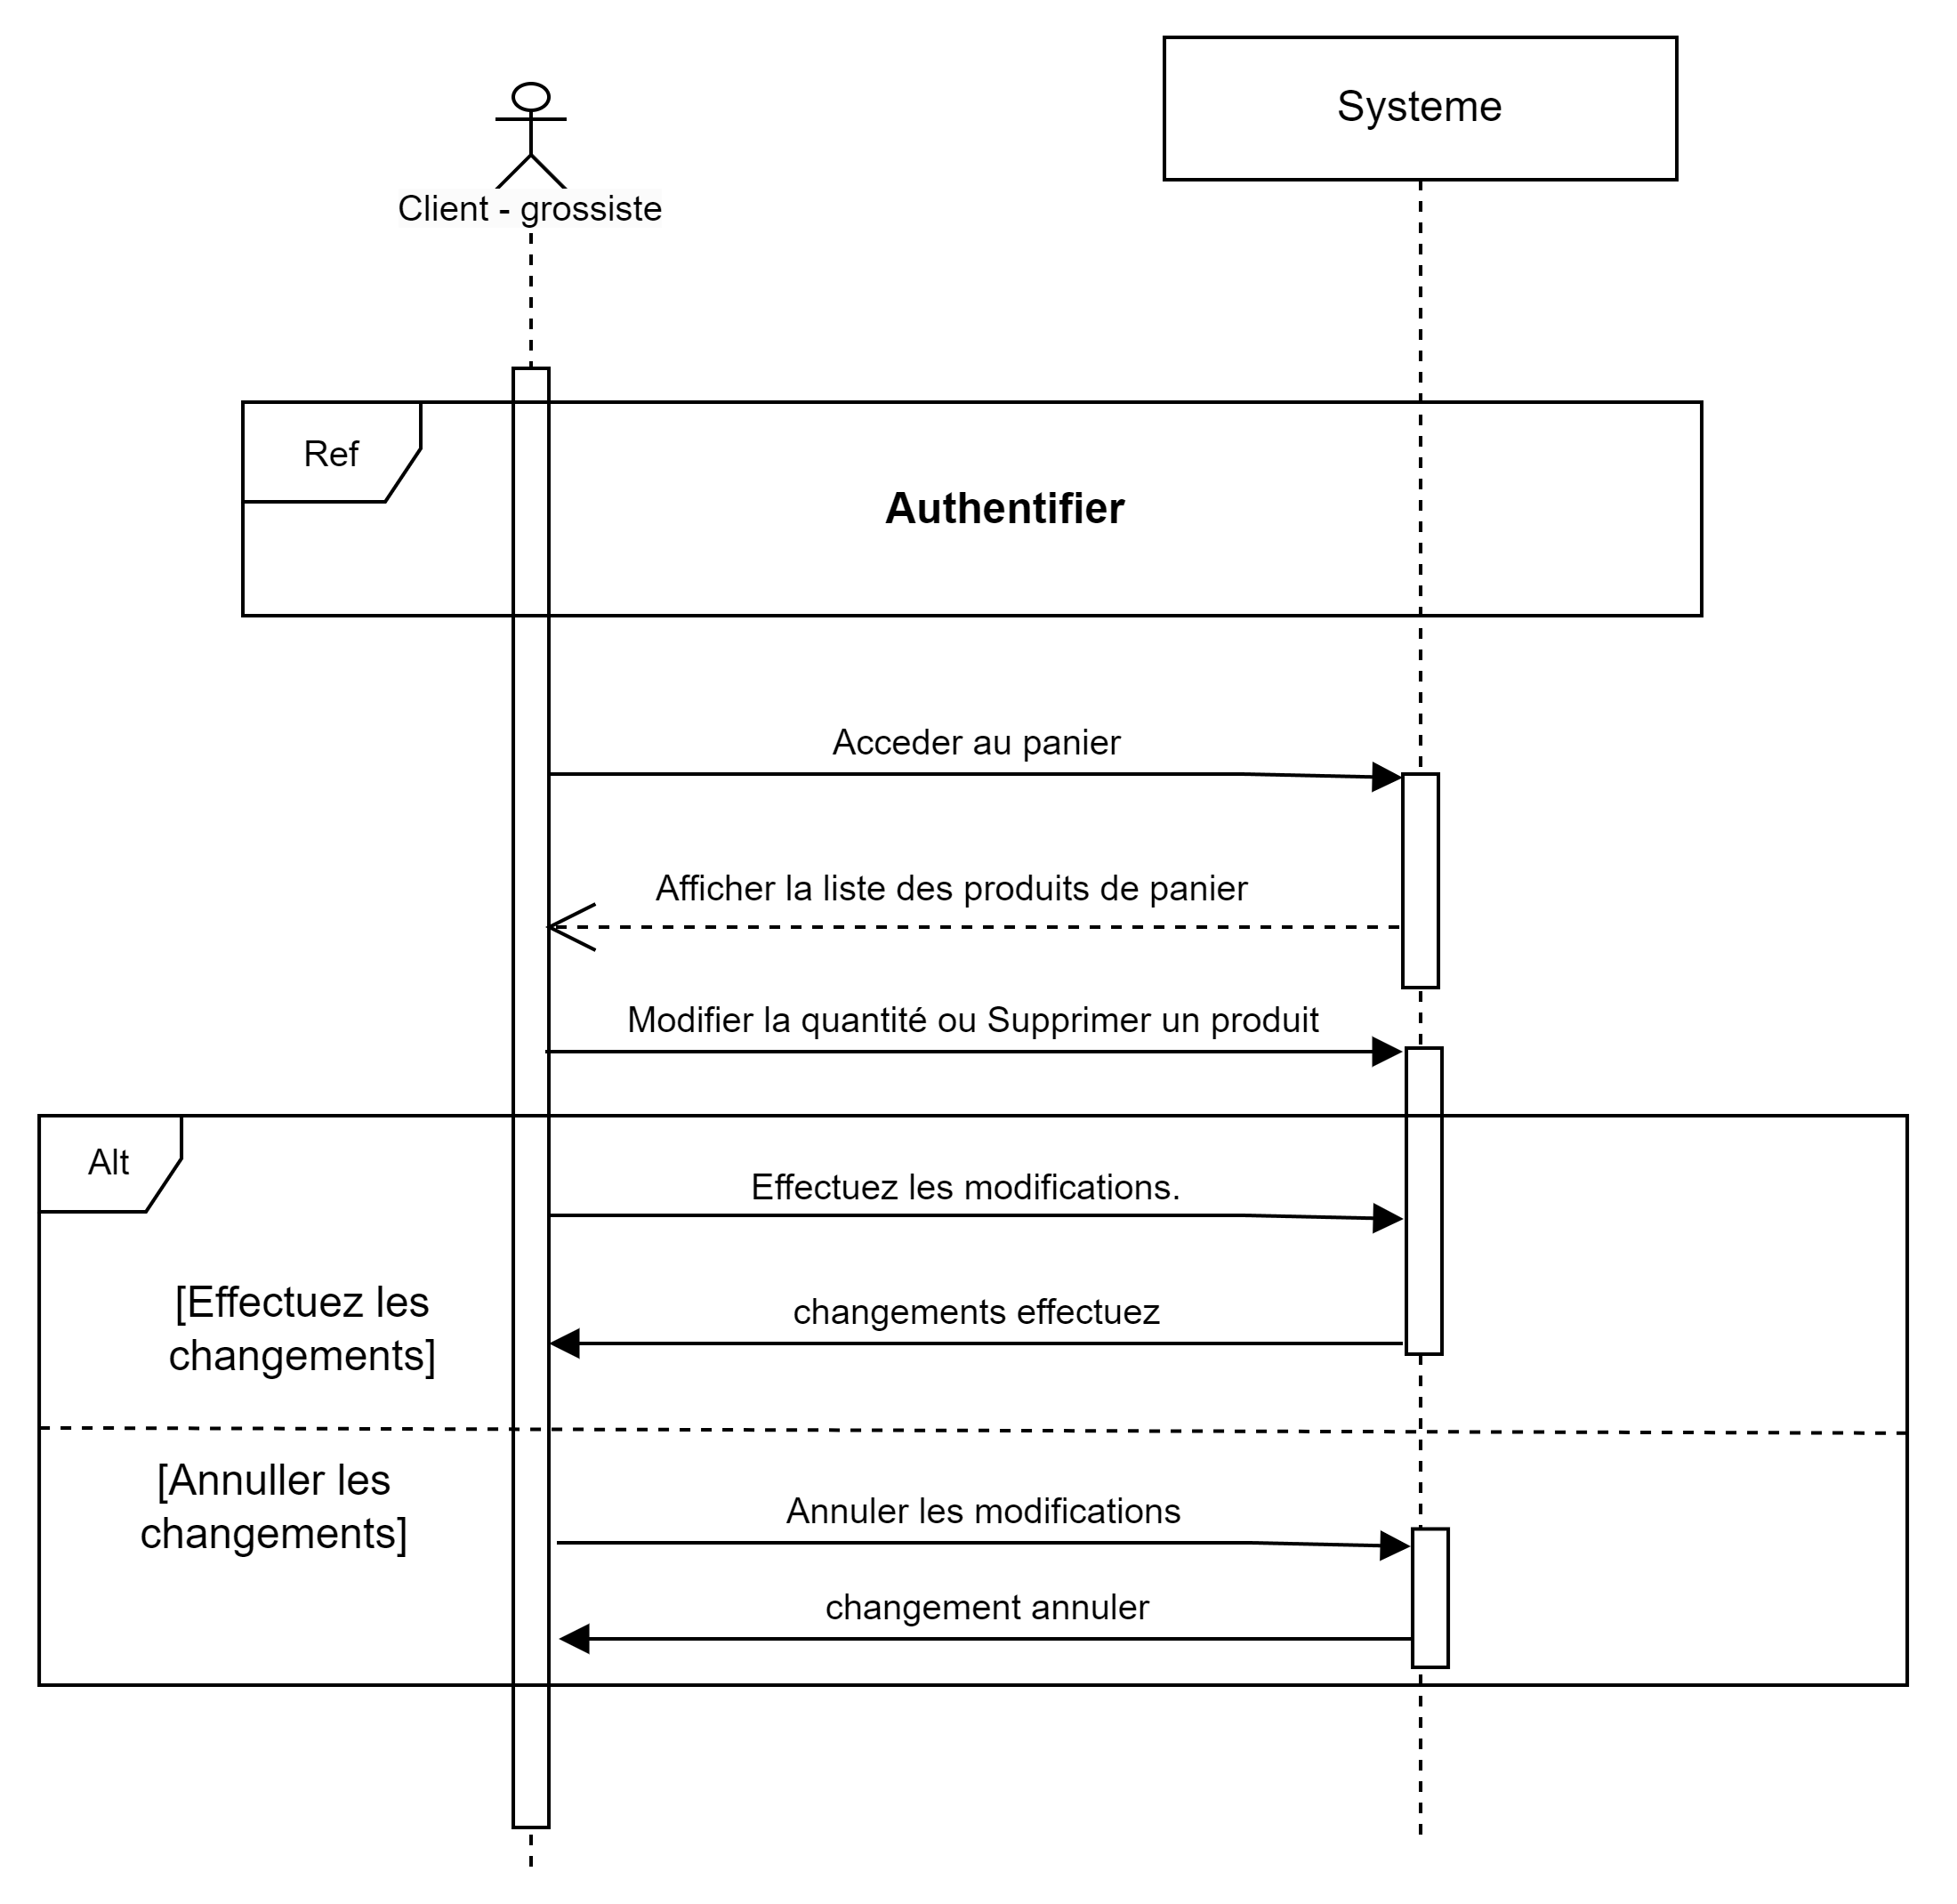 Systeme
Client - grossiste
Ref
Authentifier
Acceder au panier
Afficher la liste des produits de panier
Modifier la quantité ou Supprimer un produit
Alt
Effectuez les modifications.
[Effectuez les
changements]
changements effectuez
[Annuller les
changements]
Annuler les modifications
changement annuler